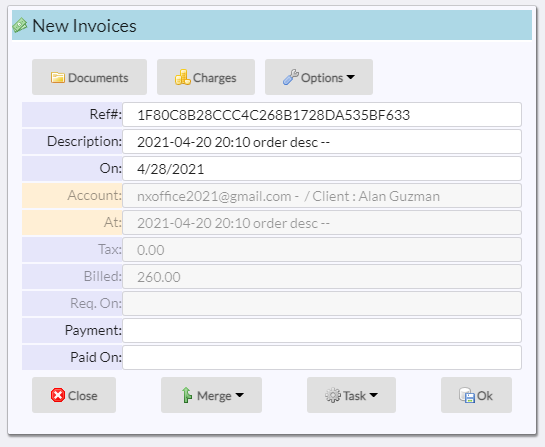 New Invoices
Documents Charges Options
Ref#: 1F80C8B28CCC4C268B1728DA535BF633
Description: 2021-04-20 20:10 order desc --
On: 4/28/2021
Account: nxoffice2021@gmail.com - / Client : Alan Guzman
At: 2021-04-20 20:10 order desc --
Tax: 0.00
Billed: 260.00
Req. On:
Payment:
Paid On:
Close Merge Task Ok